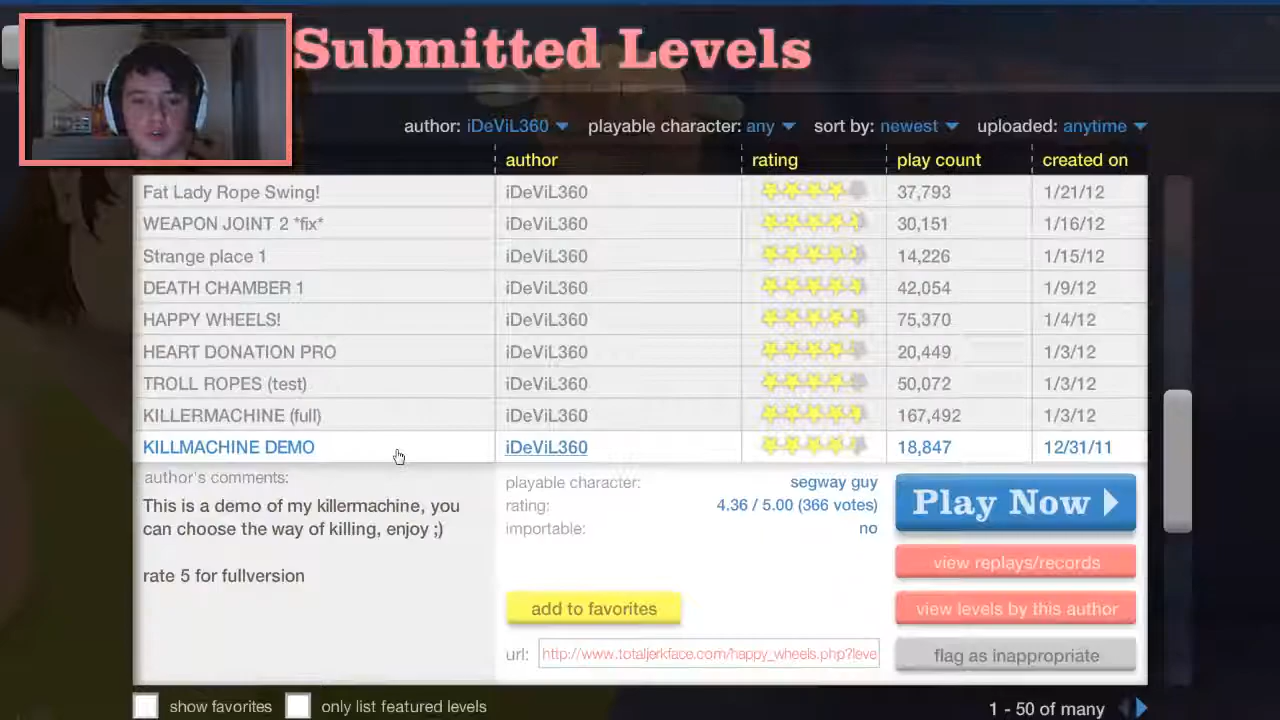 Submitted Levels
author: iDeViL360 playable character: any sort by: newest uploaded: anytime
author rating play count created on
Fat Lady Rope Swing! iDeViL360 37,793 1/21/12
WEAPON JOINT 2 *fix* iDeViL360 30,151 1/16/12
Strange place 1 iDeViL360 14,226 1/15/12
DEATH CHAMBER 1 iDeViL360 42,054 1/9/12
HAPPY WHEELS! iDeViL360 75,370 1/4/12
HEART DONATION PRO iDeViL360 20,449 1/3/12
TROLL ROPES (test) iDeViL360 50,072 1/3/12
KILLERMACHINE (full) iDeViL360 167,492 1/3/12
KILLMACHINE DEMO iDeViL360 18,847 12/31/11
author's comments:
This is a demo of my killermachine, you
can choose the way of killing, enjoy ;)
rate 5 for fullversion
playable character: segway guy
rating: 4.36 / 5.00 (366 votes)
importable: no
add to favorites
url: http://www.totaljerkface.com/happy_wheels.php?leve
Play Now
view replays/records
view levels by this author
flag as inappropriate
show favorites only list featured levels 1 - 50 of many